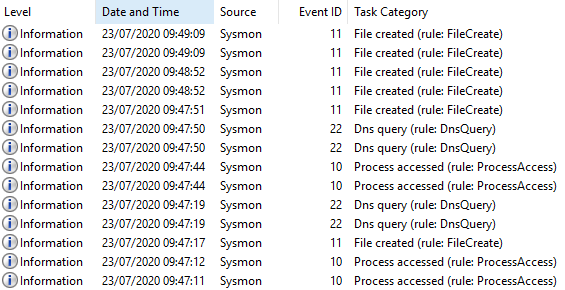 Level Date and Time Source Event ID Task Category
Information 23/07/2020 09:49:09 Sysmon 11 File created (rule: FileCreate)
Information 23/07/2020 09:49:09 Sysmon 11 File created (rule: FileCreate)
Information 23/07/2020 09:48:52 Sysmon 11 File created (rule: FileCreate)
Information 23/07/2020 09:48:52 Sysmon 11 File created (rule: FileCreate)
Information 23/07/2020 09:47:51 Sysmon 11 File created (rule: FileCreate)
Information 23/07/2020 09:47:50 Sysmon 22 Dns query (rule: DnsQuery)
Information 23/07/2020 09:47:50 Sysmon 22 Dns query (rule: DnsQuery)
Information 23/07/2020 09:47:44 Sysmon 10 Process accessed (rule: ProcessAccess)
Information 23/07/2020 09:47:44 Sysmon 10 Process accessed (rule: ProcessAccess)
Information 23/07/2020 09:47:19 Sysmon 22 Dns query (rule: DnsQuery)
Information 23/07/2020 09:47:19 Sysmon 22 Dns query (rule: DnsQuery)
Information 23/07/2020 09:47:17 Sysmon 11 File created (rule: FileCreate)
Information 23/07/2020 09:47:12 Sysmon 10 Process accessed (rule: ProcessAccess)
Information 23/07/2020 09:47:11 Sysmon 10 Process accessed (rule: ProcessAccess)